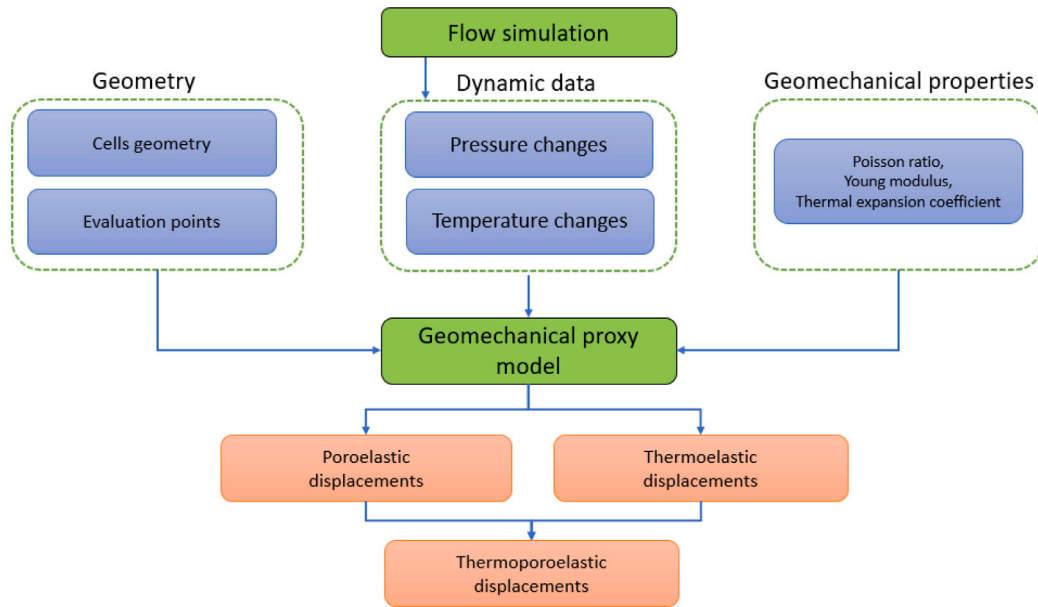 Flow simulation
Geometry
Cells geometry
Evaluation points
Dynamic data
Pressure changes
Temperature changes
Geomechanical properties
Poisson ratio,
Young modulus,
Thermal expansion coefficient
Geomechanical proxy
model
Poroelastic
displacements
Thermoelastic
displacements
Thermoporoelastic
displacements